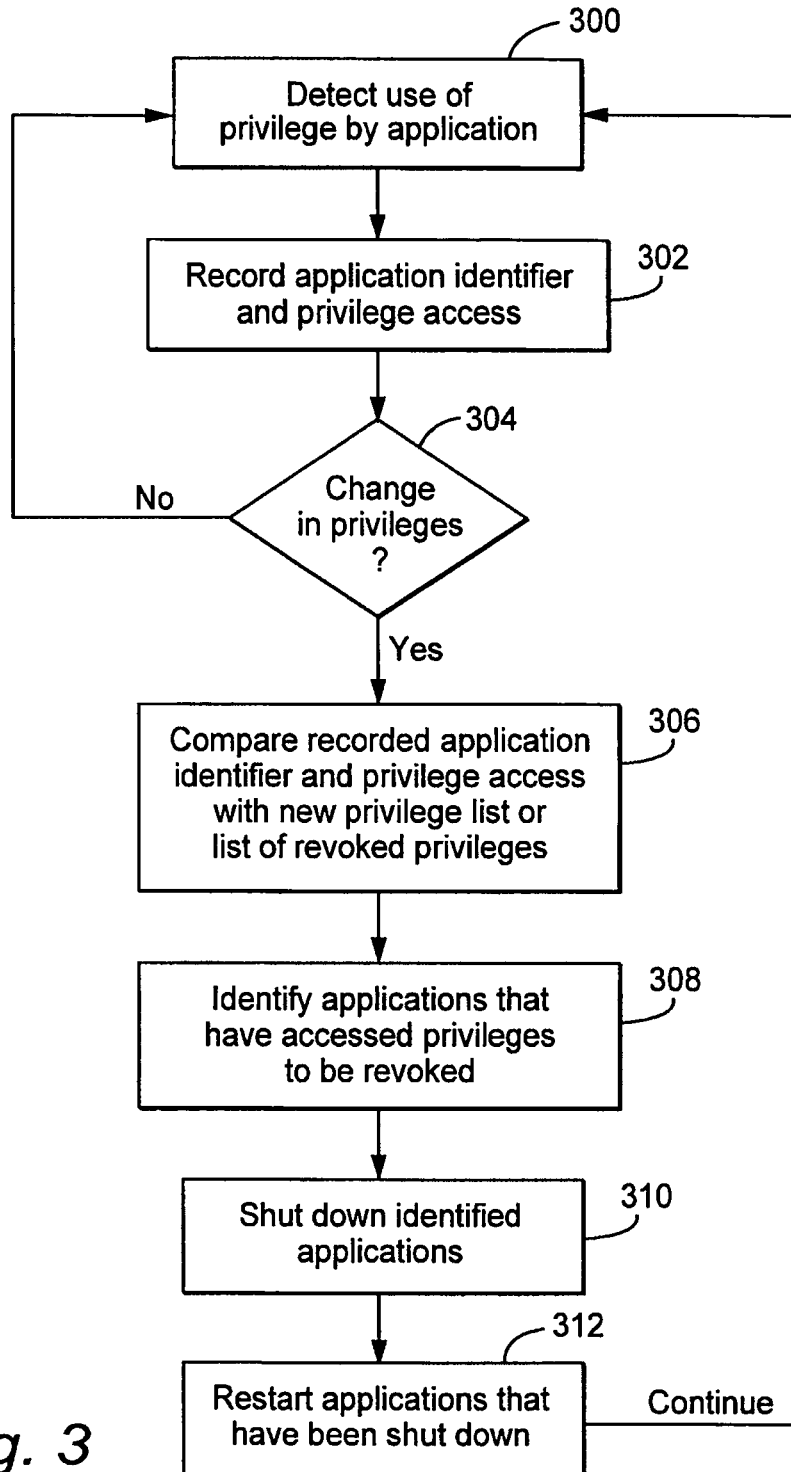 300
Detect use of
privilege by application
302
Record application identifier
and privilege access
304
Change
in privileges
?
No
Yes
306
Compare recorded application
identifier and privilege access
with new privilege list or
list of revoked privileges
308
Identify applications that
have accessed privileges
to be revoked
310
Shut down identified
applications
312
Restart applications that
have been shut down
Continue
g. 3